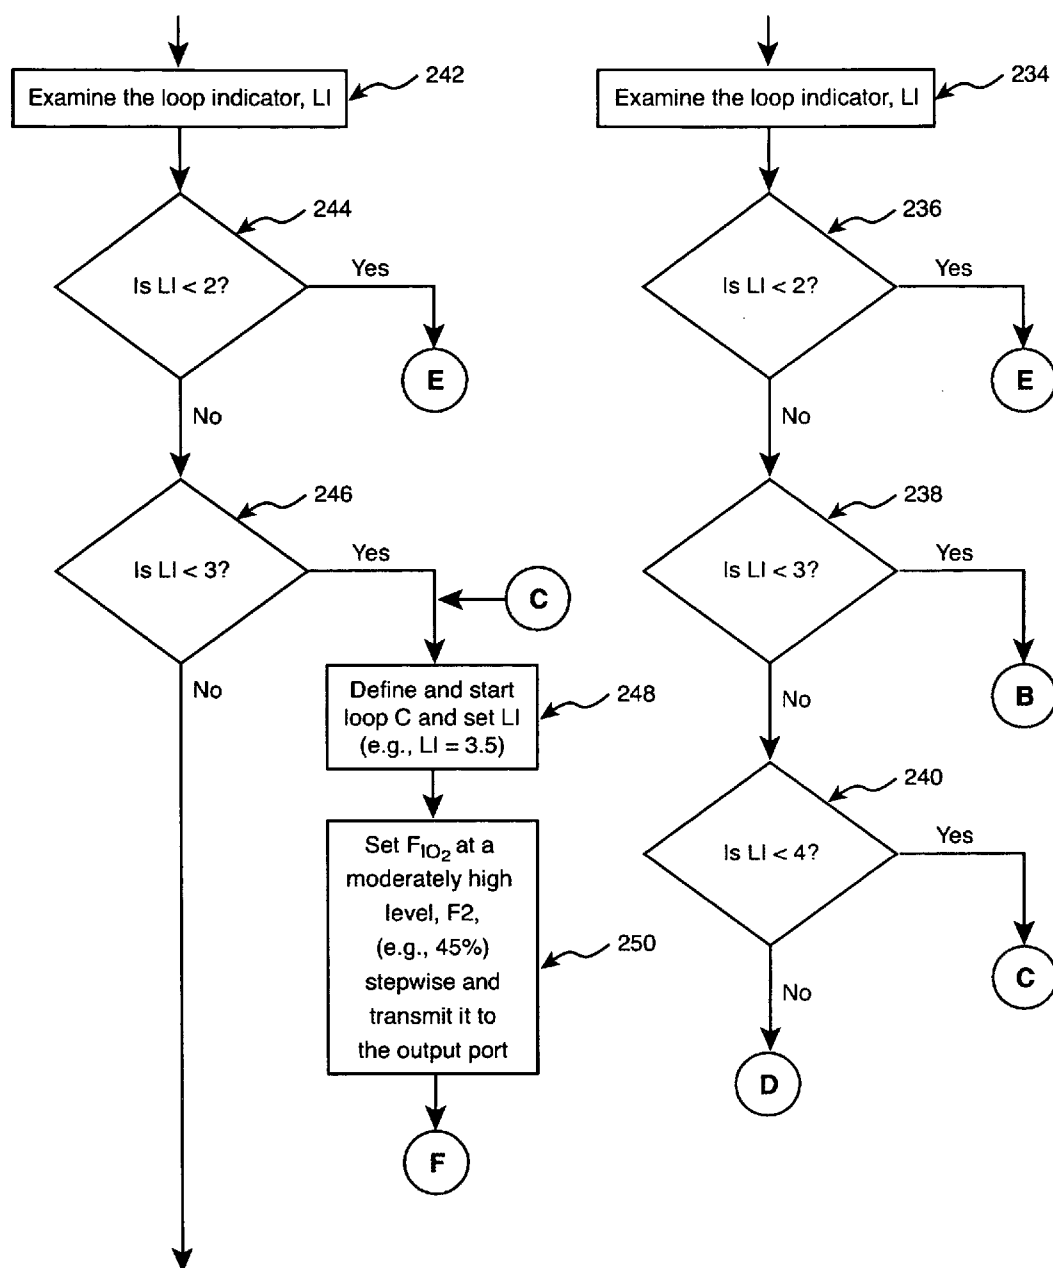 Examine the loop indicator, LI
242
244
Is LI < 2?
Yes
E
No
246
Is LI < 3?
Yes
C
No
Define and start
loop C and set LI
(e.g., LI = 3.5)
248
Set FIO2 at a
moderately high
level, F2,
(e.g., 45%)
stepwise and
transmit it to
the output port
250
F
Examine the loop indicator, LI
234
236
Is LI < 2?
Yes
E
No
238
Is LI < 3?
Yes
B
No
240
Is LI < 4?
Yes
C
No
D